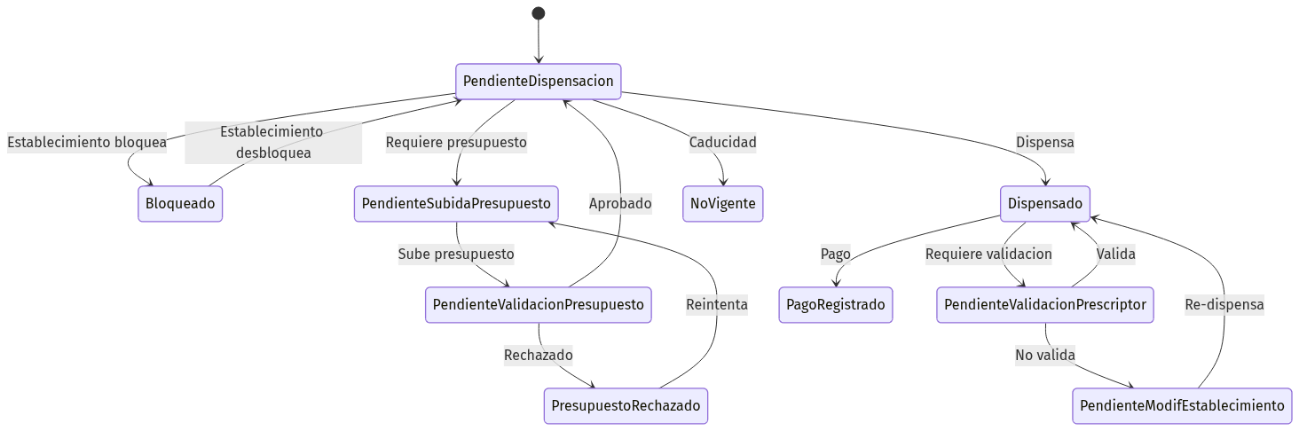 PendienteDispensacion
Establecimiento bloquea
Establecimiento
desbloquea
Requiere presupuesto
Caducidad
Dispensa
Bloqueado
PendienteSubidaPresupuesto
Aprobado
NoVigente
Dispensado
Sube presupuesto
Pago
Requiere validacion
Valida
PendienteValidacionPresupuesto
Reintenta
PagoRegistrado
PendienteValidacionPrescriptor
Re-dispensa
Rechazado
No valida
PresupuestoRechazado
PendienteModifEstablecimiento